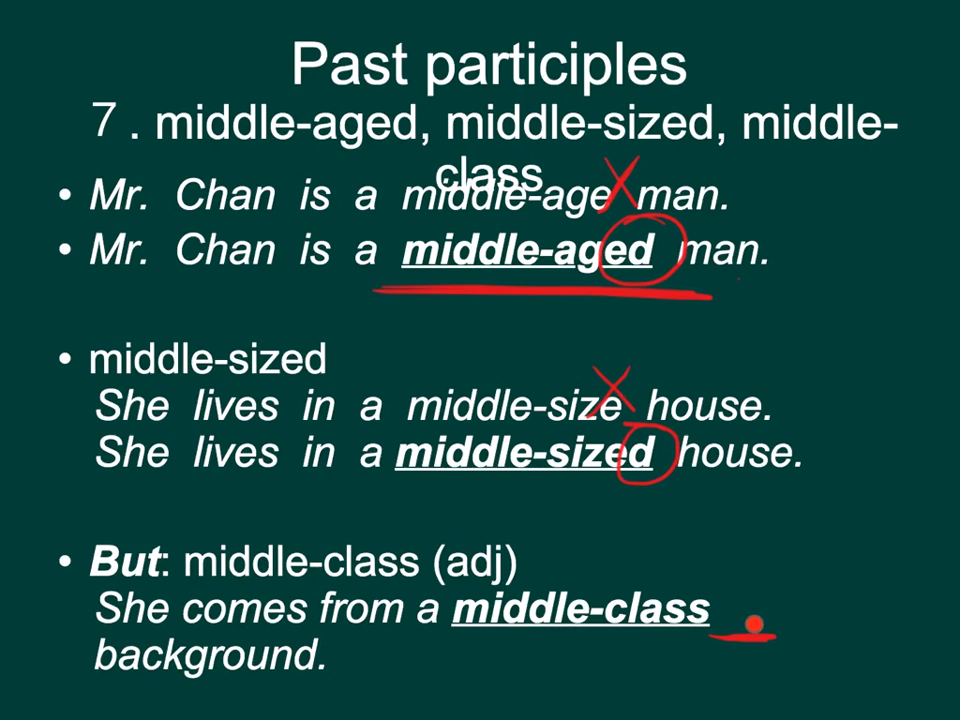 Past participles
7 . middle-aged, middle-sized, middle-
class
• Mr. Chan is a middle-age man.
• Mr. Chan is a middle-aged man.
• middle-sized
She lives in a middle-size house.
She lives in a middle-sized house.
• But: middle-class (adj)
She comes from a middle-class
background.